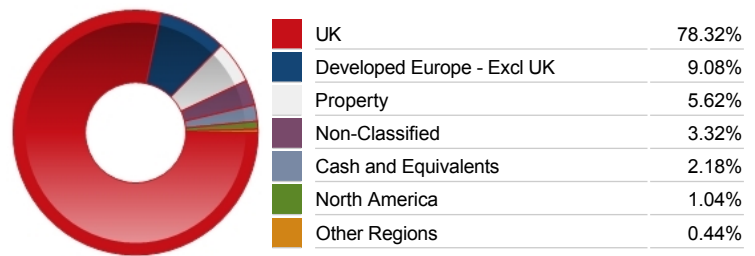 UK 78.32%
Developed Europe - Excl UK 9.08%
Property 5.62%
Non-Classified 3.32%
Cash and Equivalents 2.18%
North America 1.04%
Other Regions 0.44%